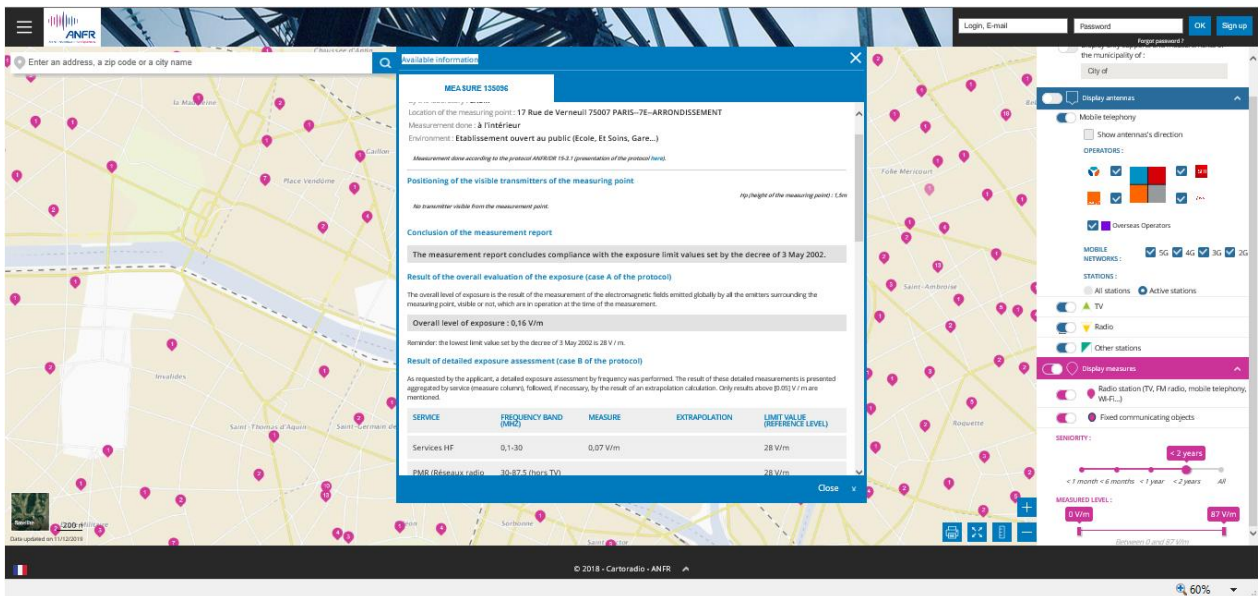 ANFR
Login, E-mail
Password
OK
Sign up
Forgot password ?
Enter an address, a zip code or a city name
Available information
MEASURE 135096
Location of the measuring point : 17 Rue de Verneuil 75007 PARIS--7E--ARRONDISSEMENT
Measurement done : à l'intérieur
Environment : Etablissement ouvert au public (Ecole, Et Soins, Gare...)
Measurement done according to the protocol ANFR/DR 15-3.1 (presentation of the protocol here).
Positioning of the visible transmitters of the measuring point
Hp (height of the measuring point) : 1,5m
No transmitter visible from the measurement point.
Conclusion of the measurement report
The measurement report concludes compliance with the exposure limit values set by the decree of 3 May 2002.
Result of the overall evaluation of the exposure (case A of the protocol)
The overall level of exposure is the result of the measurement of the electromagnetic fields emitted globally by all the emitters surrounding the
measuring point, visible or not, which are in operation at the time of the measurement.
Overall level of exposure : 0,16 V/m
Reminder: the lowest limit value set by the decree of 3 May 2002 is 28 V / m.
Result of detailed exposure assessment (case B of the protocol)
As requested by the applicant, a detailed exposure assessment by frequency was performed. The result of these detailed measurements is presented
aggregated by service (measure column), followed, if necessary, by the result of an extrapolation calculation. Only results above [0.05] V / m are
mentioned.
SERVICE FREQUENCY BAND (MHZ) MEASURE EXTRAPOLATION LIMIT VALUE (REFERENCE LEVEL)
Services HF 0,1-30 0,07 V/m 28 V/m
PMR (Réseaux radio 30-87.5 (hors TV) 28 V/m
Close
the municipality of :
City of
Display antennas
Mobile telephony
Show antennas's direction
OPERATORS :
Overseas Operators
MOBILE
NETWORKS :
5G 4G 3G 2G
STATIONS :
All stations Active stations
TV
Radio
Other stations
Display measures
Radio station (TV, FM radio, mobile telephony,
Wi-Fi...)
Fixed communicating objects
SENIORITY :
< 2 years
< 1 month < 6 months < 1 year < 2 years All
MEASURED LEVEL :
0 V/m 87 V/m
Between 0 and 87 V/m
la Madeleine
Place Vendôme
Invalides
Saint-Thomas d'Aquin
Saint-Germain de
Sorbonne
Folie Mericourt
Saint-Ambroise
Roquette
200 m
Data updated on 11/12/2019
© 2018 - Cartoradio - ANFR
60%